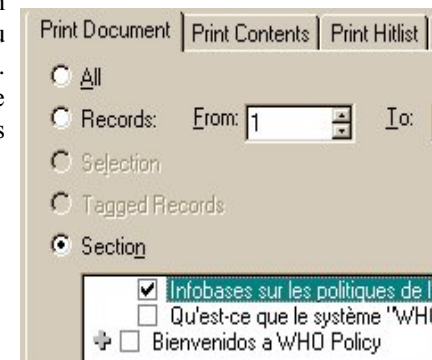 Print Document Print Contents Print Hitlist
All
Records: From: 1 To:
Selection
Tagged Records
Section
Infobases sur les politiques de l
Qu'est-ce que le système "WH
Bienvenidos a WHO Policy